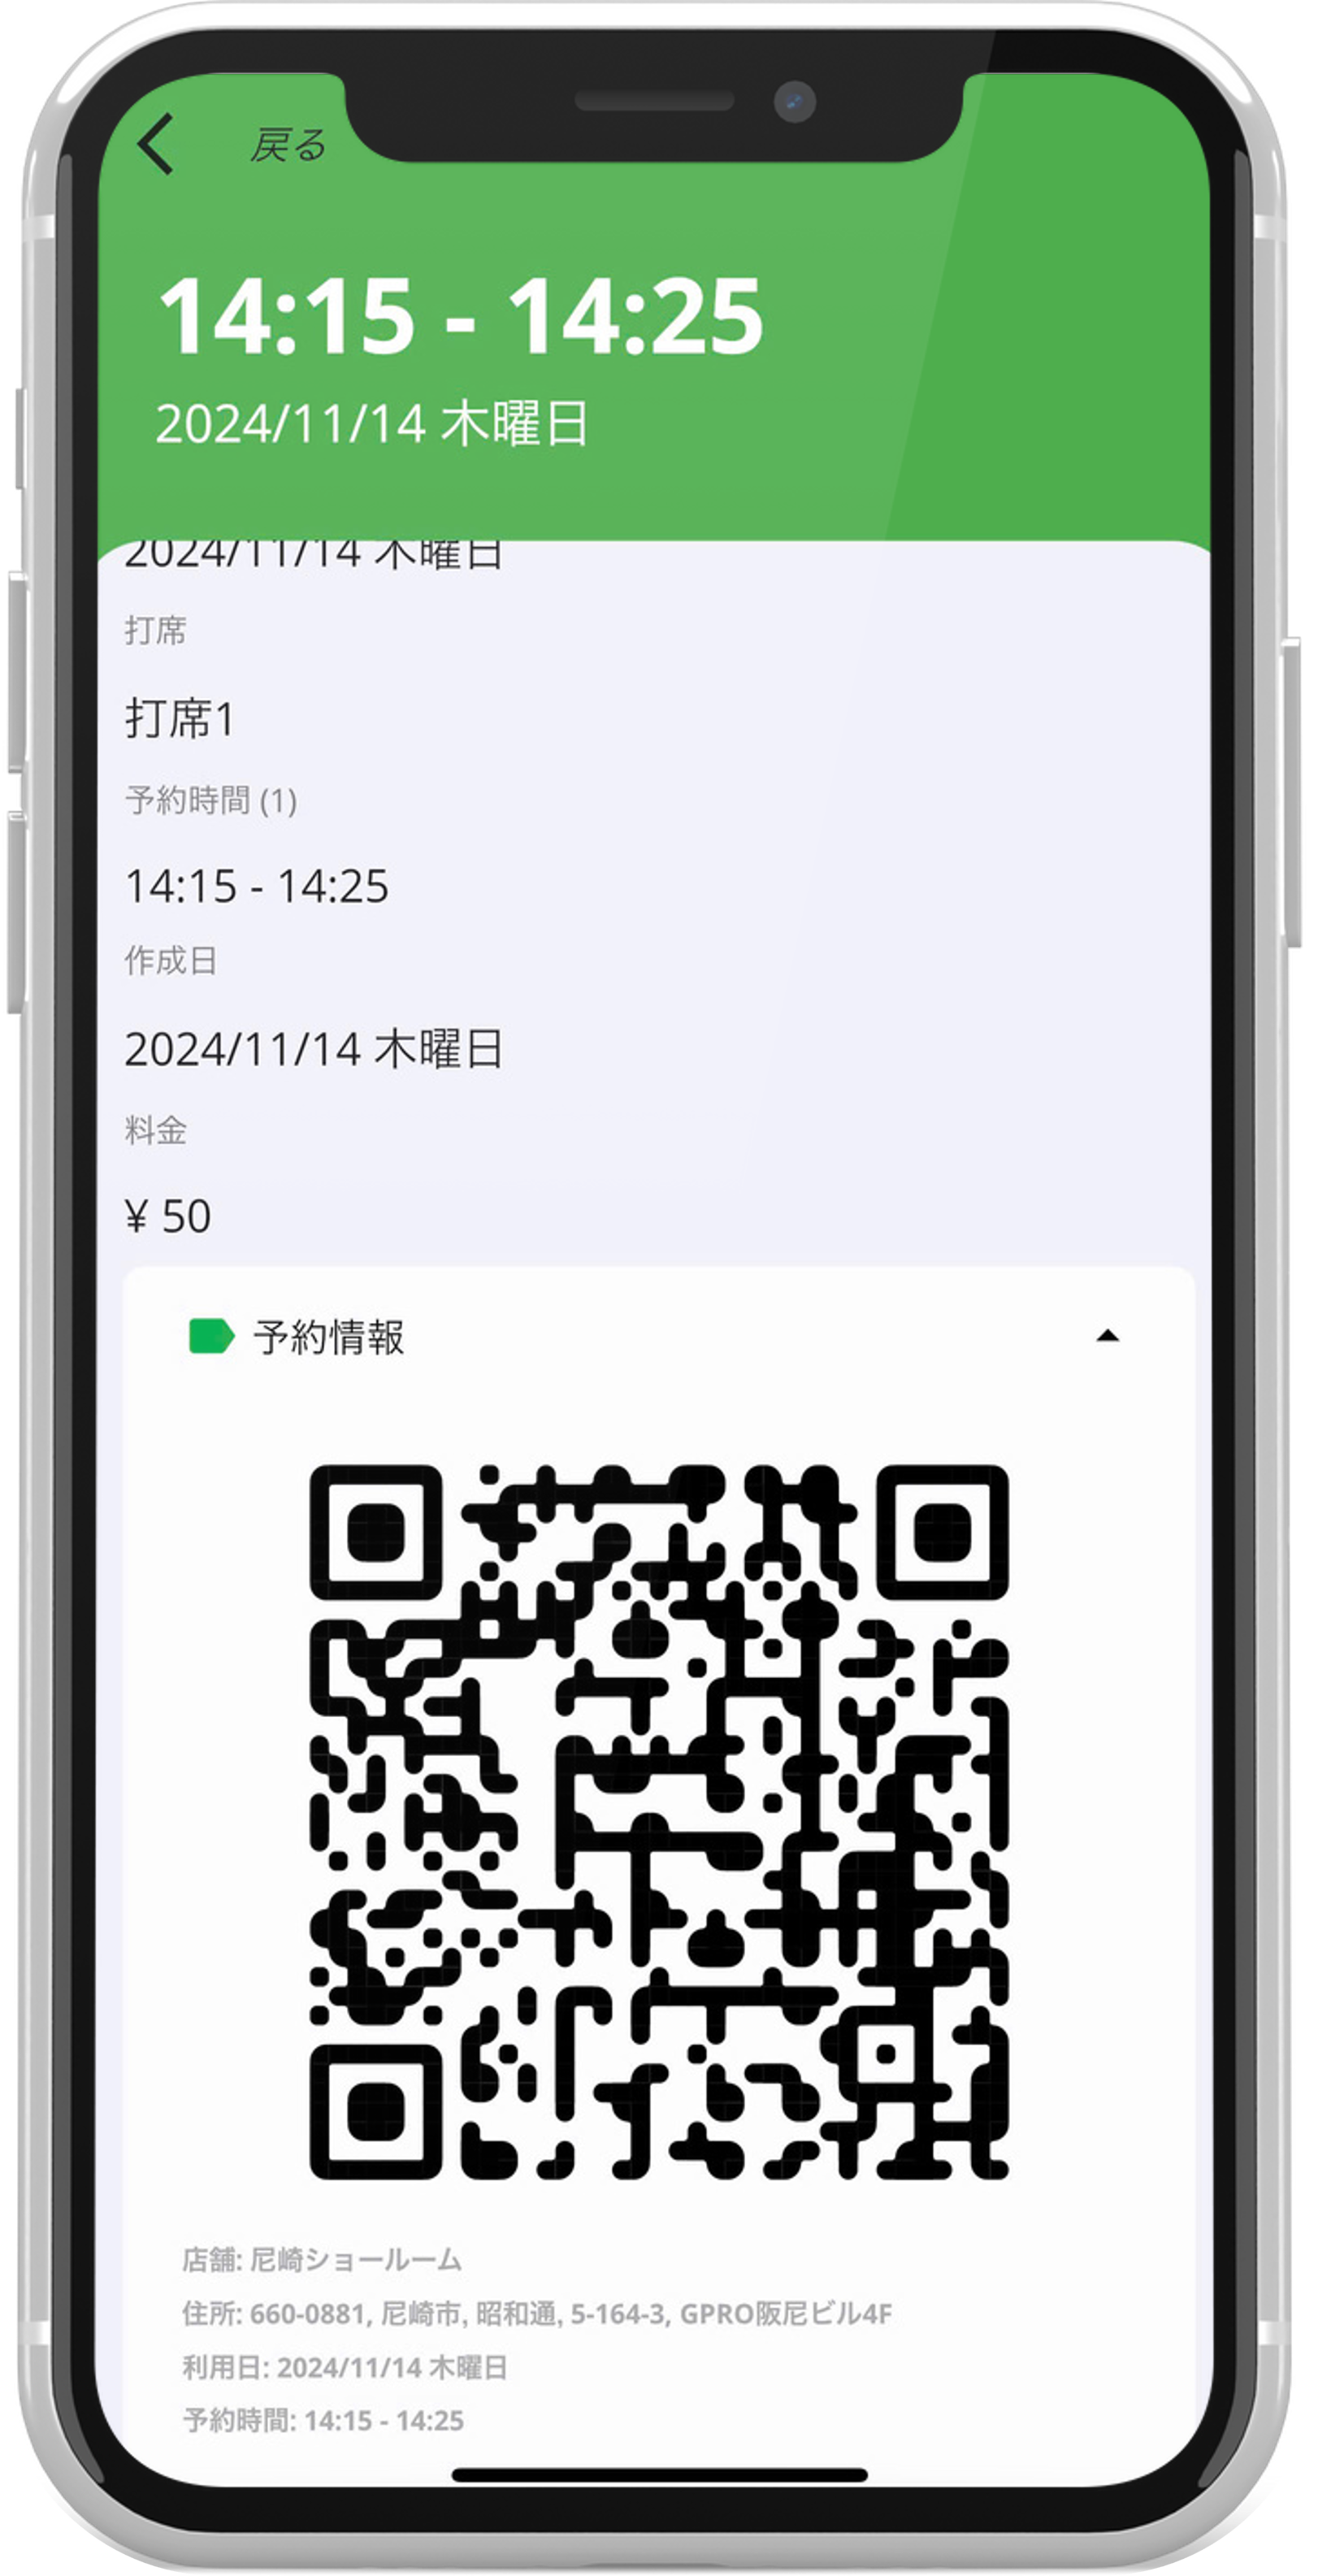 戻る
14:15 - 14:25
2024/11/14 木曜日
2024/11/14 木曜日
打席
打席1
予約時間 (1)
14:15 - 14:25
作成日
2024/11/14 木曜日
料金
¥ 50
予約情報
店舗: 尼崎ショールーム
住所: 660-0881, 尼崎市, 昭和通, 5-164-3, GPRO阪尼ビル4F
利用日: 2024/11/14 木曜日
予約時間: 14:15 - 14:25